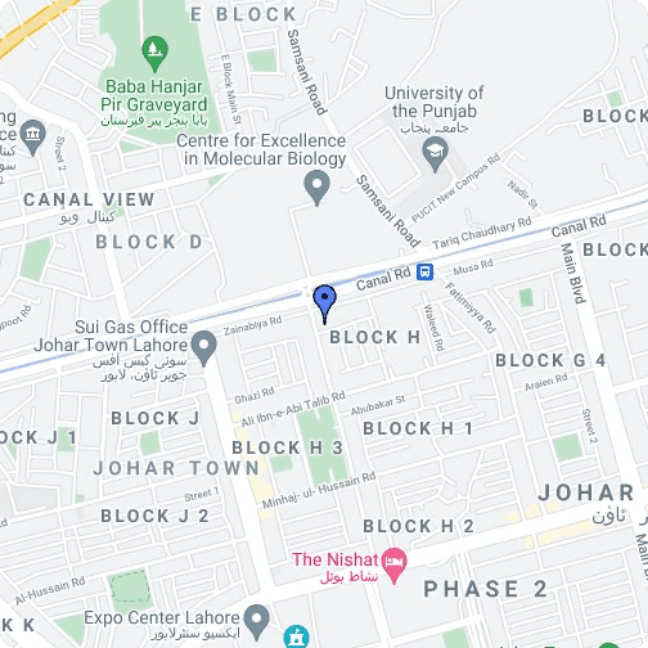 E BLOCK
Samsani Road
E Block Main St
Baba Hanjar
Pir Graveyard
بابا ہنجر پیر قبرستان
University of
the Punjab
جامعہ پنجاب
BLOCK
Street 2
Centre for Excellence
in Molecular Biology
PUCIT New Campus Rd
Nadir St
Samsani Road
CANAL VIEW
کینال ویو
BLOCK D
Tariq Chaudhary Rd
Canal Rd
BLOCK
Main Blvd
Canal Rd
Musa Rd
Fatimiyya Rd
Waleed Rd
Zainabiya Rd
Sui Gas Office
Johar Town Lahore
سوئی گیس آفس
جوہر ٹاؤن، لاہور
BLOCK H
BLOCK G 4
Araien Rd
Street 2
Ghazi Rd
Ali Ibn-e-Abi Talib Rd
Abubakar St
BLOCK J
OCK J 1
BLOCK H 1
BLOCK H 3
JOHAR TOWN
Minhaj- ul- Hussain Rd
Street 1
BLOCK J 2
JOHAR
ٹاؤن
BLOCK H 2
The Nishat
نشاط ہوٹل
PHASE 2
Al-Hussain Rd
Expo Center Lahore
ایکسپو سنٹرلاہور
K K